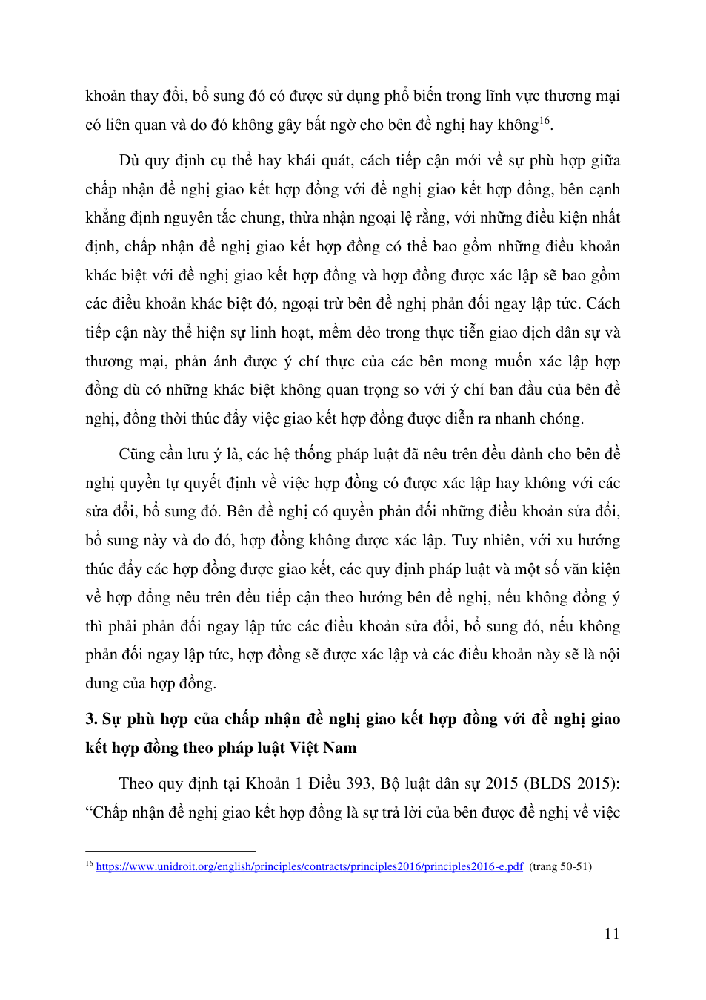 khoản thay đổi, bổ sung đó có được sử dụng phổ biến trong lĩnh vực thương mại
có liên quan và do đó không gây bất ngờ cho bên đề nghị hay không16.
Dù quy định cụ thể hay khái quát, cách tiếp cận mới về sự phù hợp giữa
chấp nhận đề nghị giao kết hợp đồng với đề nghị giao kết hợp đồng, bên cạnh
khẳng định nguyên tắc chung, thừa nhận ngoại lệ rằng, với những điều kiện nhất
định, chấp nhận đề nghị giao kết hợp đồng có thể bao gồm những điều khoản
khác biệt với đề nghị giao kết hợp đồng và hợp đồng được xác lập sẽ bao gồm
các điều khoản khác biệt đó, ngoại trừ bên đề nghị phản đối ngay lập tức. Cách
tiếp cận này thể hiện sự linh hoạt, mềm dẻo trong thực tiễn giao dịch dân sự và
thương mại, phản ánh được ý chí thực của các bên mong muốn xác lập hợp
đồng dù có những khác biệt không quan trọng so với ý chí ban đầu của bên đề
nghị, đồng thời thúc đẩy việc giao kết hợp đồng được diễn ra nhanh chóng.
Cũng cần lưu ý là, các hệ thống pháp luật đã nêu trên đều dành cho bên đề
nghị quyền tự quyết định về việc hợp đồng có được xác lập hay không với các
sửa đổi, bổ sung đó. Bên đề nghị có quyền phản đối những điều khoản sửa đổi,
bổ sung này và do đó, hợp đồng không được xác lập. Tuy nhiên, với xu hướng
thúc đẩy các hợp đồng được giao kết, các quy định pháp luật và một số văn kiện
về hợp đổng nêu trên đều tiếp cận theo hướng bên đề nghị, nếu không đồng ý
thì phải phản đối ngay lập tức các điều khoản sửa đổi, bổ sung đó, nếu không
phản đối ngay lập tức, hợp đồng sẽ được xác lập và các điều khoản này sẽ là nội
dung của hợp đồng.
3. Sự phù hợp của chấp nhận đề nghị giao kết hợp đồng với đề nghị giao
kết hợp đồng theo pháp luật Việt Nam
Theo quy định tại Khoản 1 Điều 393, Bộ luật dân sự 2015 (BLDS 2015):
“Chấp nhận đề nghị giao kết hợp đồng là sự trả lời của bên được đề nghị về việc
16 https://www.unidroit.org/english/principles/contracts/principles2016/principles2016-e.pdf (trang 50-51)
11